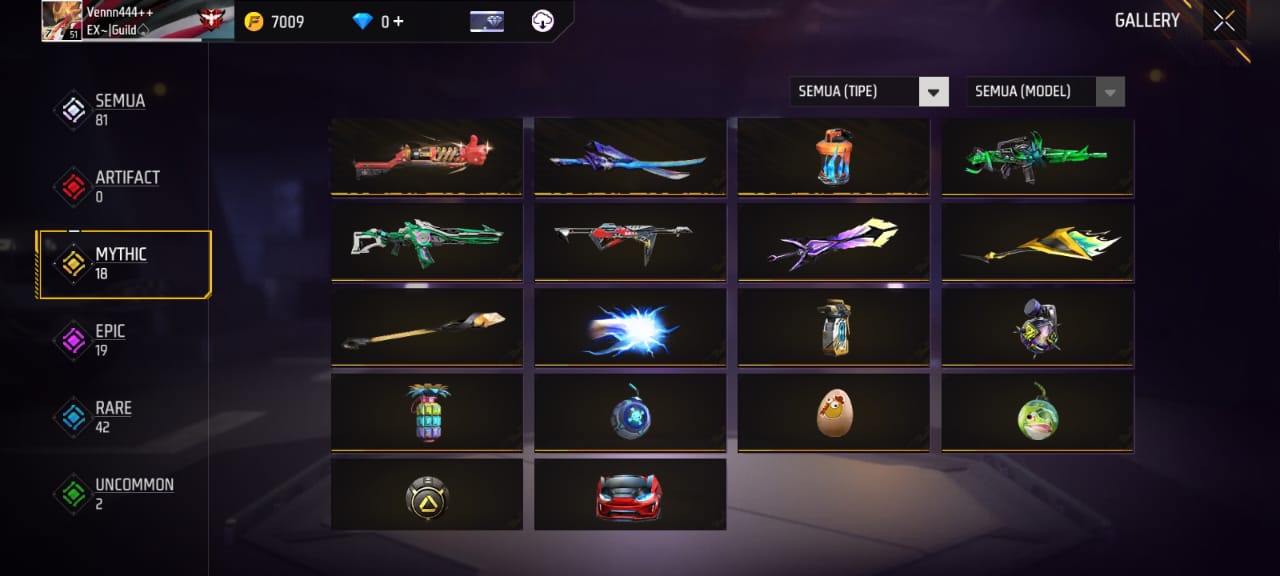 Vennn444++
EX~|Guild♤
51
7009
0 +
GALLERY
SEMUA (TIPE)
SEMUA (MODEL)
SEMUA
81
ARTIFACT
0
MYTHIC
18
EPIC
19
RARE
42
UNCOMMON
2